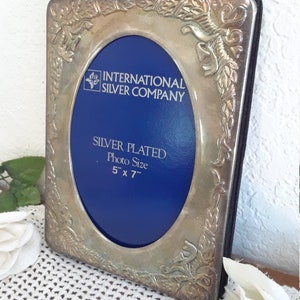 INTERNATIONAL
SILVER COMPANY
SILVER PLATED
Photo Size
5" x 7"